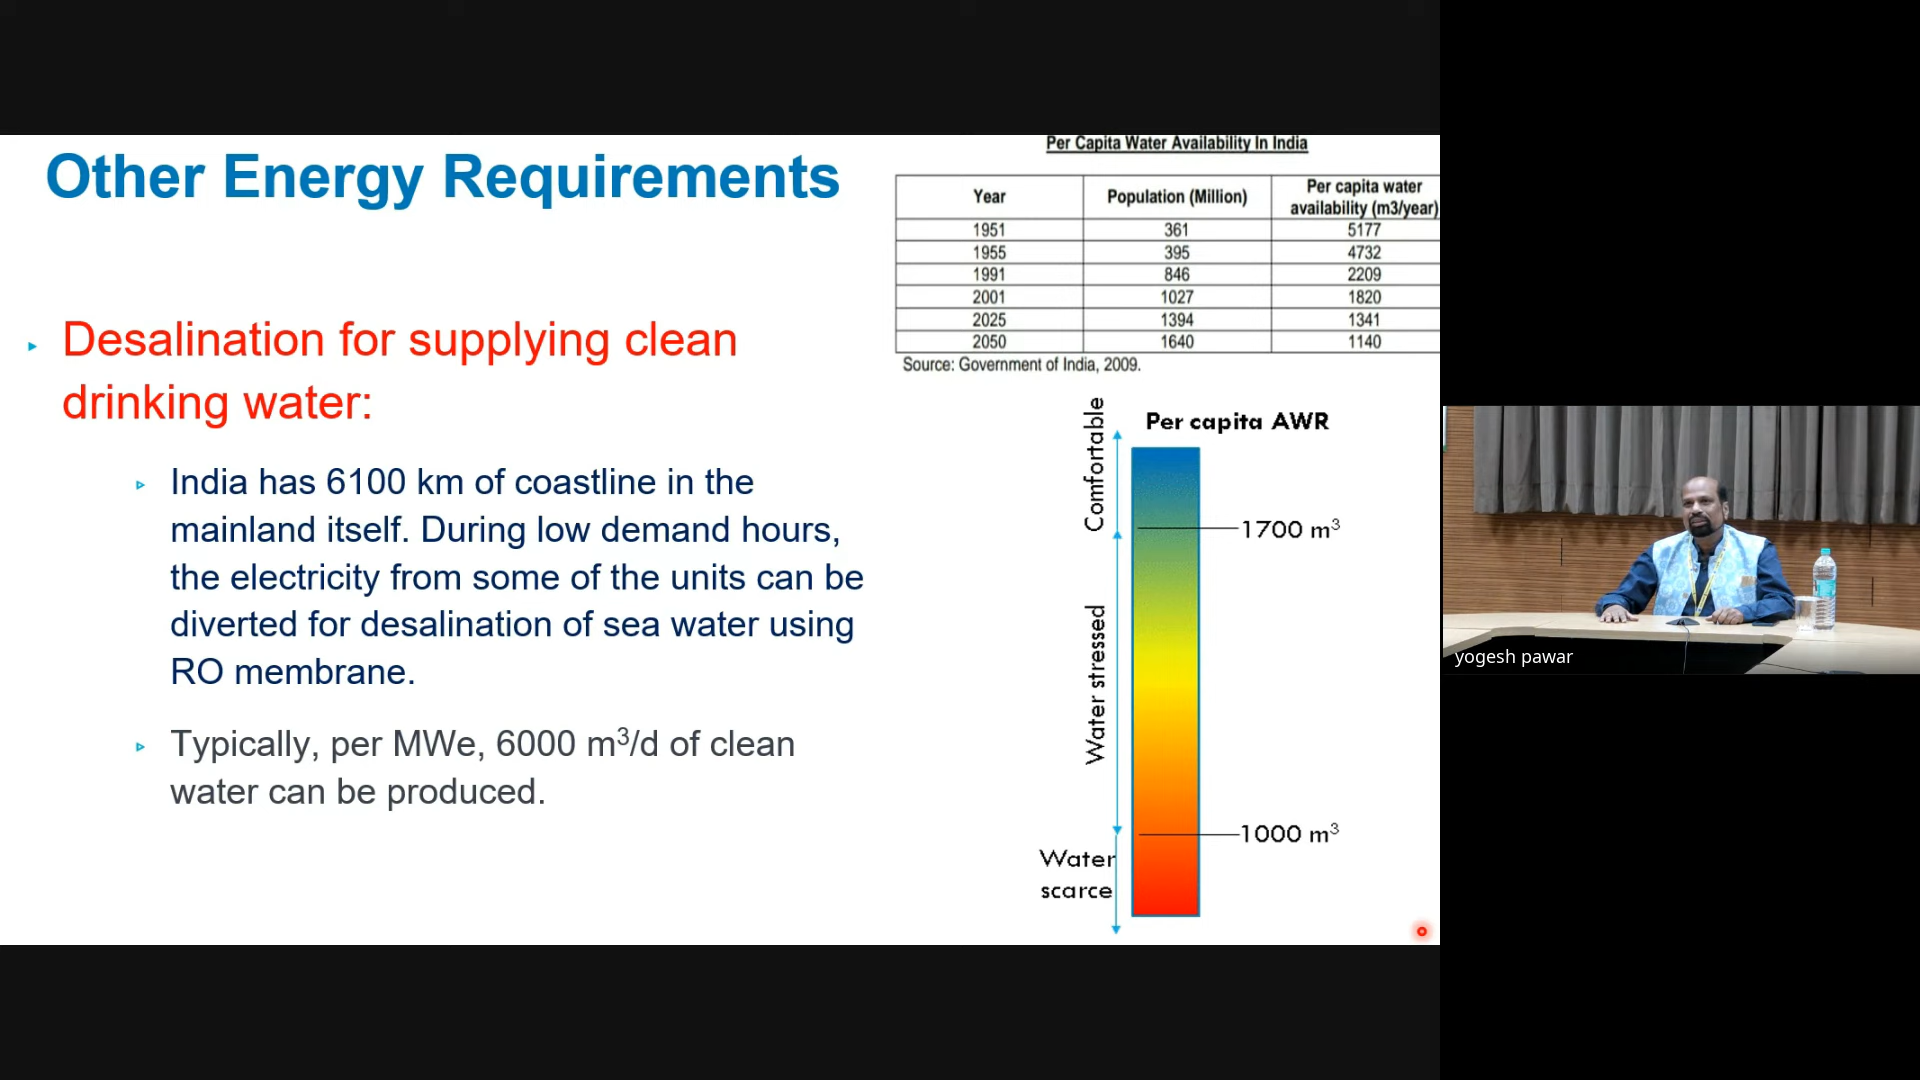 Other Energy Requirements
Desalination for supplying clean
drinking water:
India has 6100 km of coastline in the
mainland itself. During low demand hours,
the electricity from some of the units can be
diverted for desalination of sea water using
RO membrane.
Typically, per MWe, 6000 m³/d of clean
water can be produced.
Per Capita Water Availability In India
Year Population (Million) Per capita water
availability (m3/year)
1951 361 5177
1955 395 4732
1991 846 2209
2001 1027 1820
2025 1394 1341
2050 1640 1140
Source: Government of India, 2009.
Per capita AWR
Comfortable
1700 m³
Water stressed
1000 m³
Water
scarce
yogesh pawar